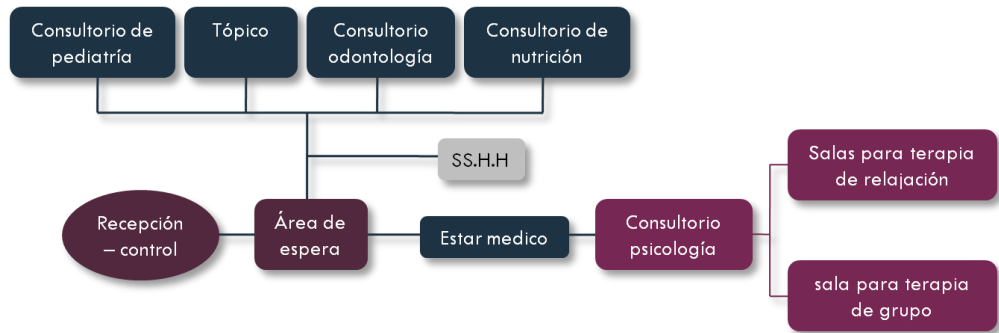 Consultorio de
pediatría
Tópico
Consultorio
odontología
Consultorio de
nutrición
SS.H.H
Salas para terapia
de relajación
Recepción
– control
Área de
espera
Estar medico
Consultorio
psicología
sala para terapia
de grupo